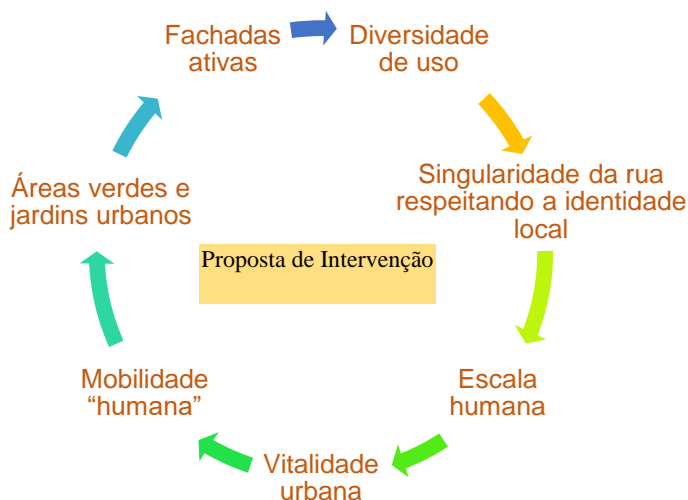 Fachadas
ativas
Diversidade
de uso
Singularidade da rua
respeitando a identidade
local
Escala
humana
Vitalidade
urbana
Mobilidade
“humana”
Áreas verdes e
jardins urbanos
Proposta de Intervenção